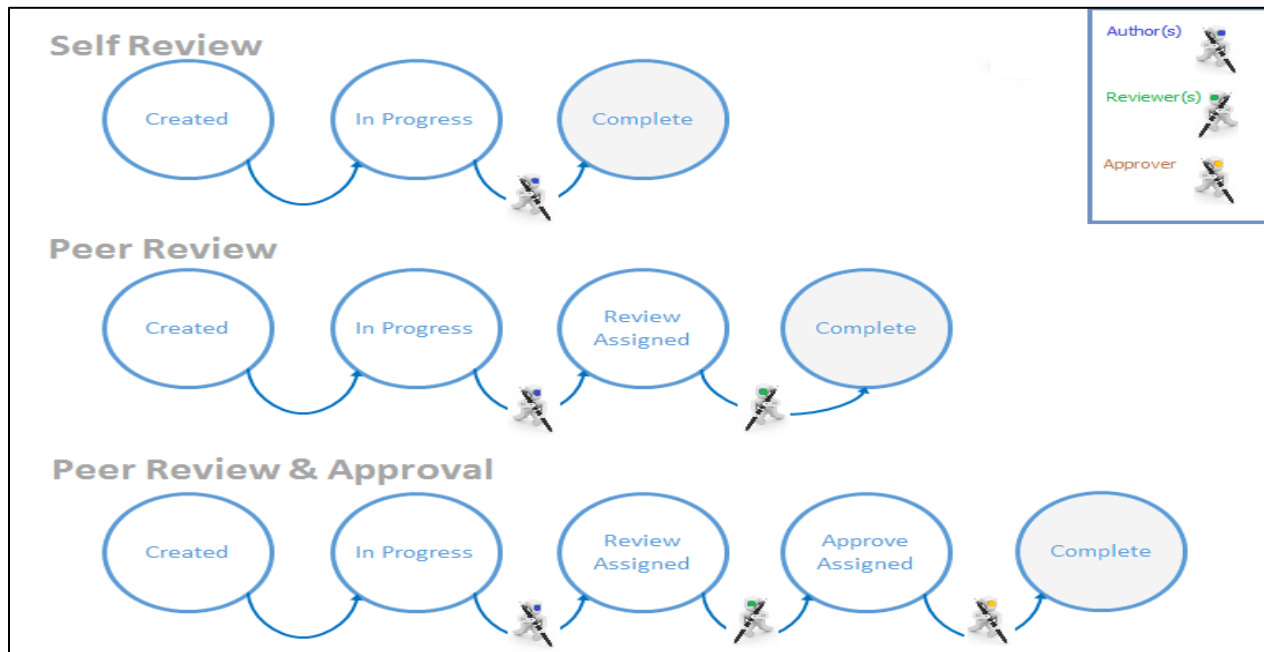 Self Review
Author(s)
Created
In Progress
Complete
Reviewer(s)
Approver
Peer Review
Created
In Progress
Review
Assigned
Complete
Peer Review & Approval
Created
In Progress
Review
Assigned
Approve
Assigned
Complete